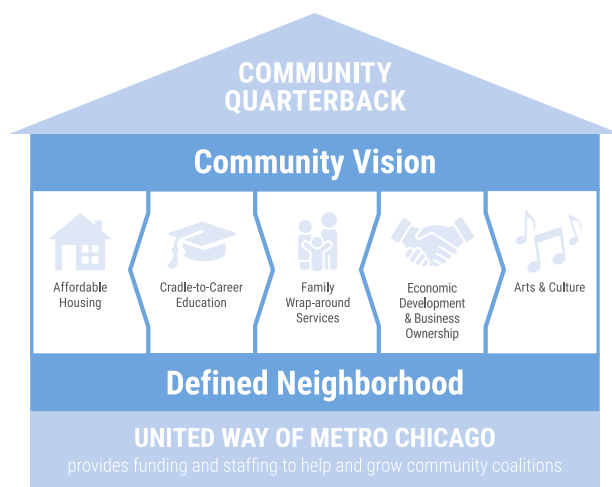 COMMUNITY
QUARTERBACK
Community Vision
Affordable
Housing
Cradle-to-Career
Education
Family
Wrap-around
Services
Economic
Development
& Business
Ownership
Arts & Culture
Defined Neighborhood
UNITED WAY OF METRO CHICAGO
provides funding and staffing to help and grow community coalitions